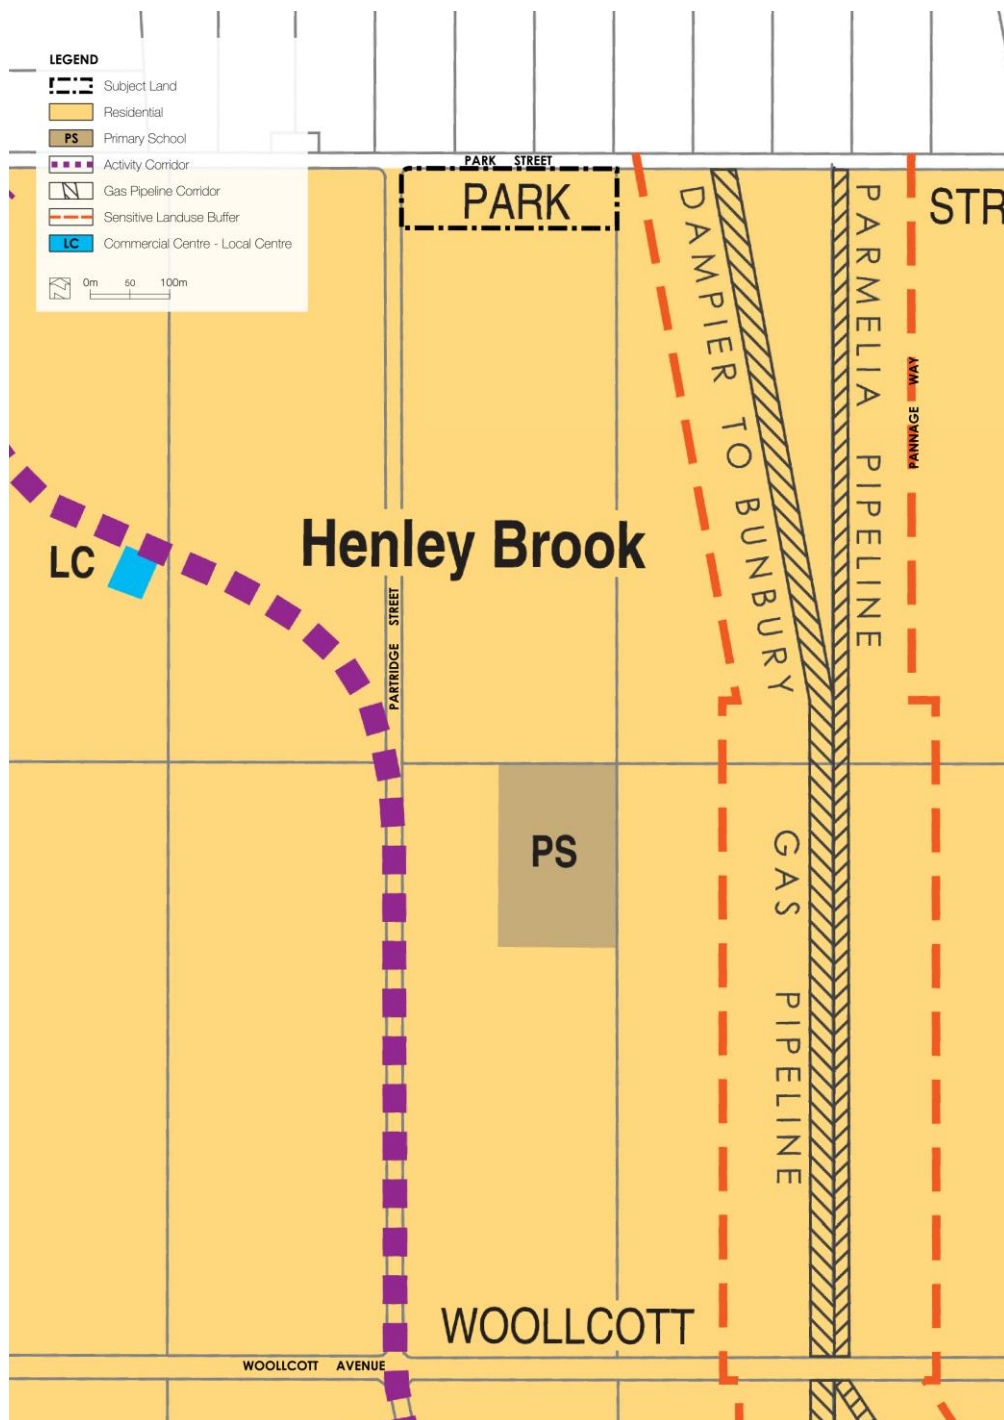 LEGEND
Subject Land
Residential
PS Primary School
Activity Corridor
Gas Pipeline Corridor
Sensitive Landuse Buffer
LC Commercial Centre - Local Centre
N 0m 50 100m
PARK STREET
PARK
STR
DAMPIER TO BUNBURY
PARMELIA PIPELINE
PANNAGE WAY
Henley Brook
LC
PARTRIDGE STREET
PS
GAS PIPELINE
WOOLLCOTT
WOOLLCOTT AVENUE